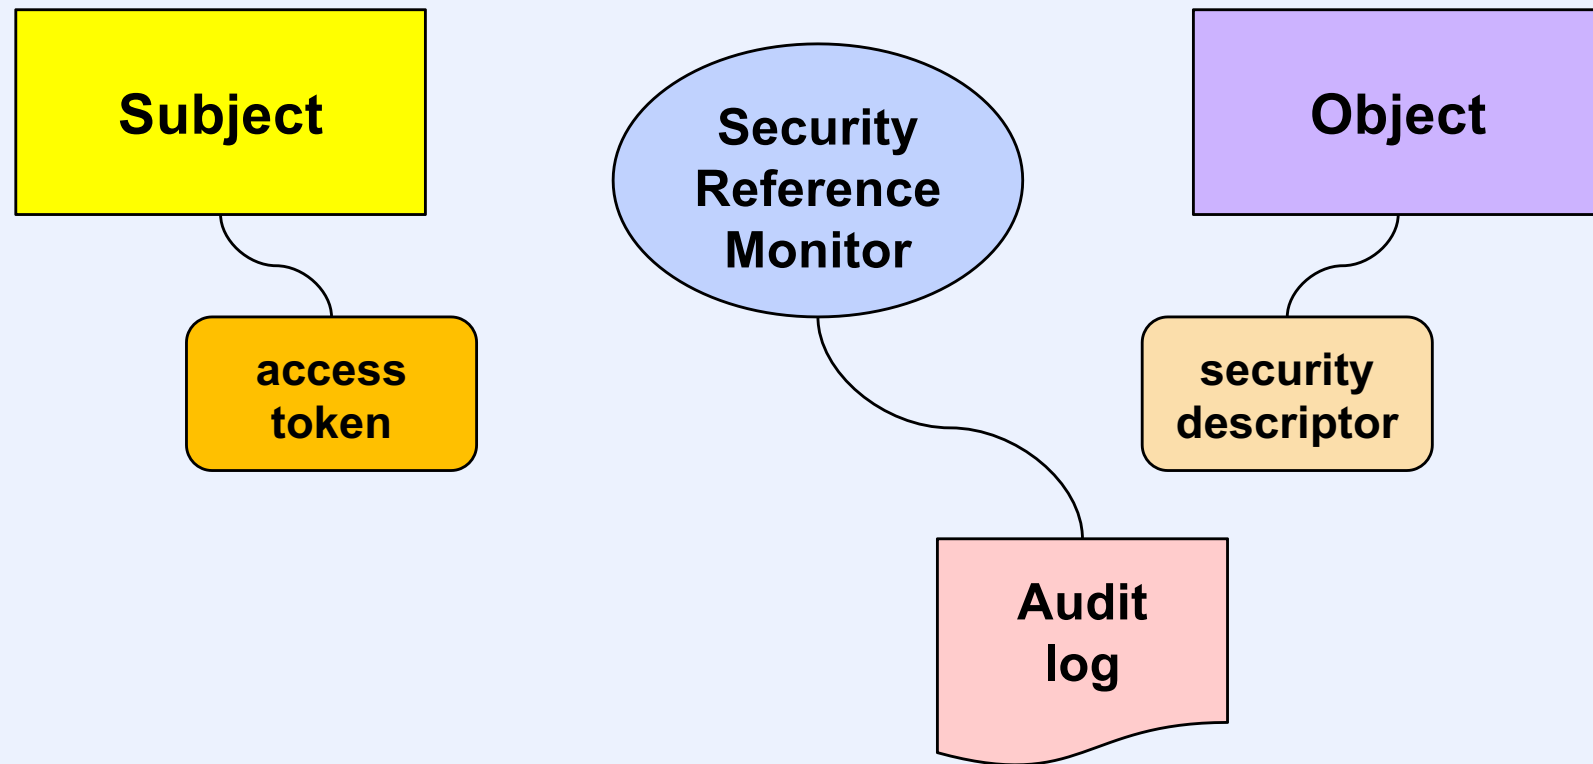 Subject
Security
Reference
Monitor
Object
access
token
security
descriptor
Audit
log